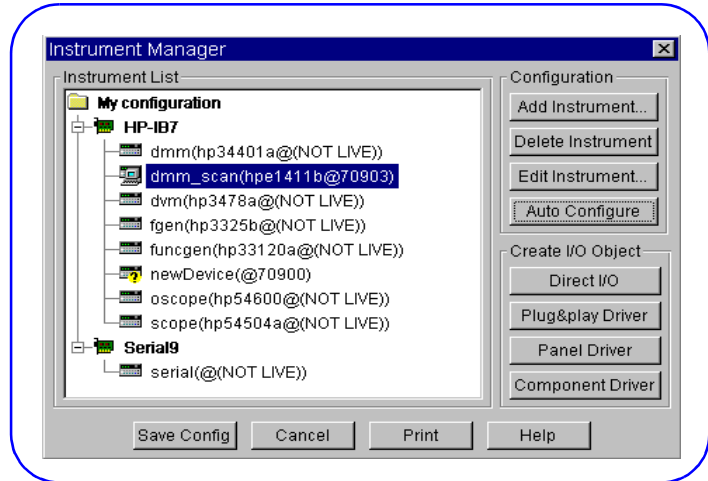 Instrument Manager
Instrument List
My configuration
HP-IB7
dmm(hp34401a@(NOT LIVE))
dmm_scan(hpe1411b@70903)
dvm(hp3478a@(NOT LIVE))
fgen(hp3325b@(NOT LIVE))
funcgen(hp33120a@(NOT LIVE))
newDevice(@70900)
oscope(hp54600@(NOT LIVE))
scope(hp54504a@(NOT LIVE))
Serial9
serial(@(NOT LIVE))
Configuration
Add Instrument...
Delete Instrument
Edit Instrument...
Auto Configure
Create I/O Object
Direct I/O
Plug&play Driver
Panel Driver
Component Driver
Save Config
Cancel
Print
Help